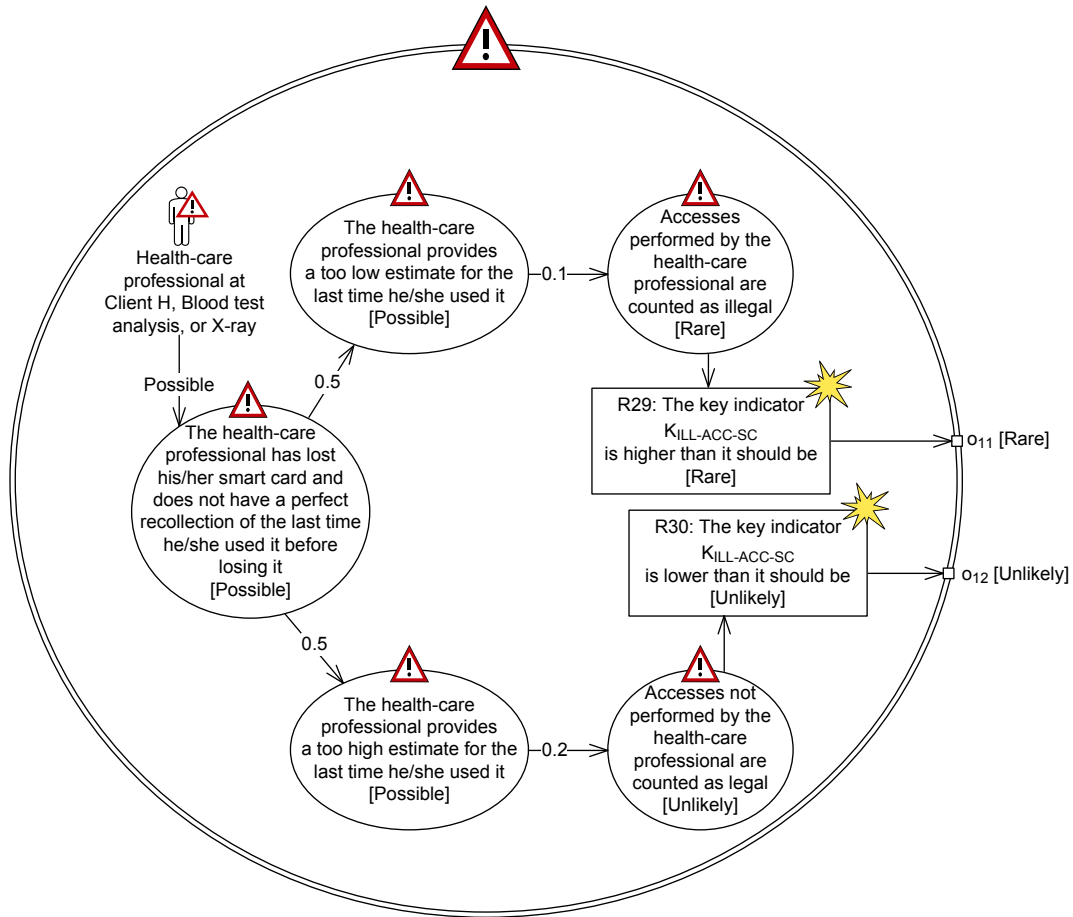 Health-care
professional at
Client H, Blood test
analysis, or X-ray
Possible
The health-care
professional has lost
his/her smart card and
does not have a perfect
recollection of the last time
he/she used it before
losing it
[Possible]
0.5
The health-care
professional provides
a too low estimate for the
last time he/she used it
[Possible]
0.1
Accesses
performed by the
health-care
professional are
counted as illegal
[Rare]
R29: The key indicator
K_ILL-ACC-SC
is higher than it should be
[Rare]
o11 [Rare]
R30: The key indicator
K_ILL-ACC-SC
is lower than it should be
[Unlikely]
o12 [Unlikely]
0.5
The health-care
professional provides
a too high estimate for the
last time he/she used it
[Possible]
0.2
Accesses not
performed by the
health-care
professional are
counted as legal
[Unlikely]